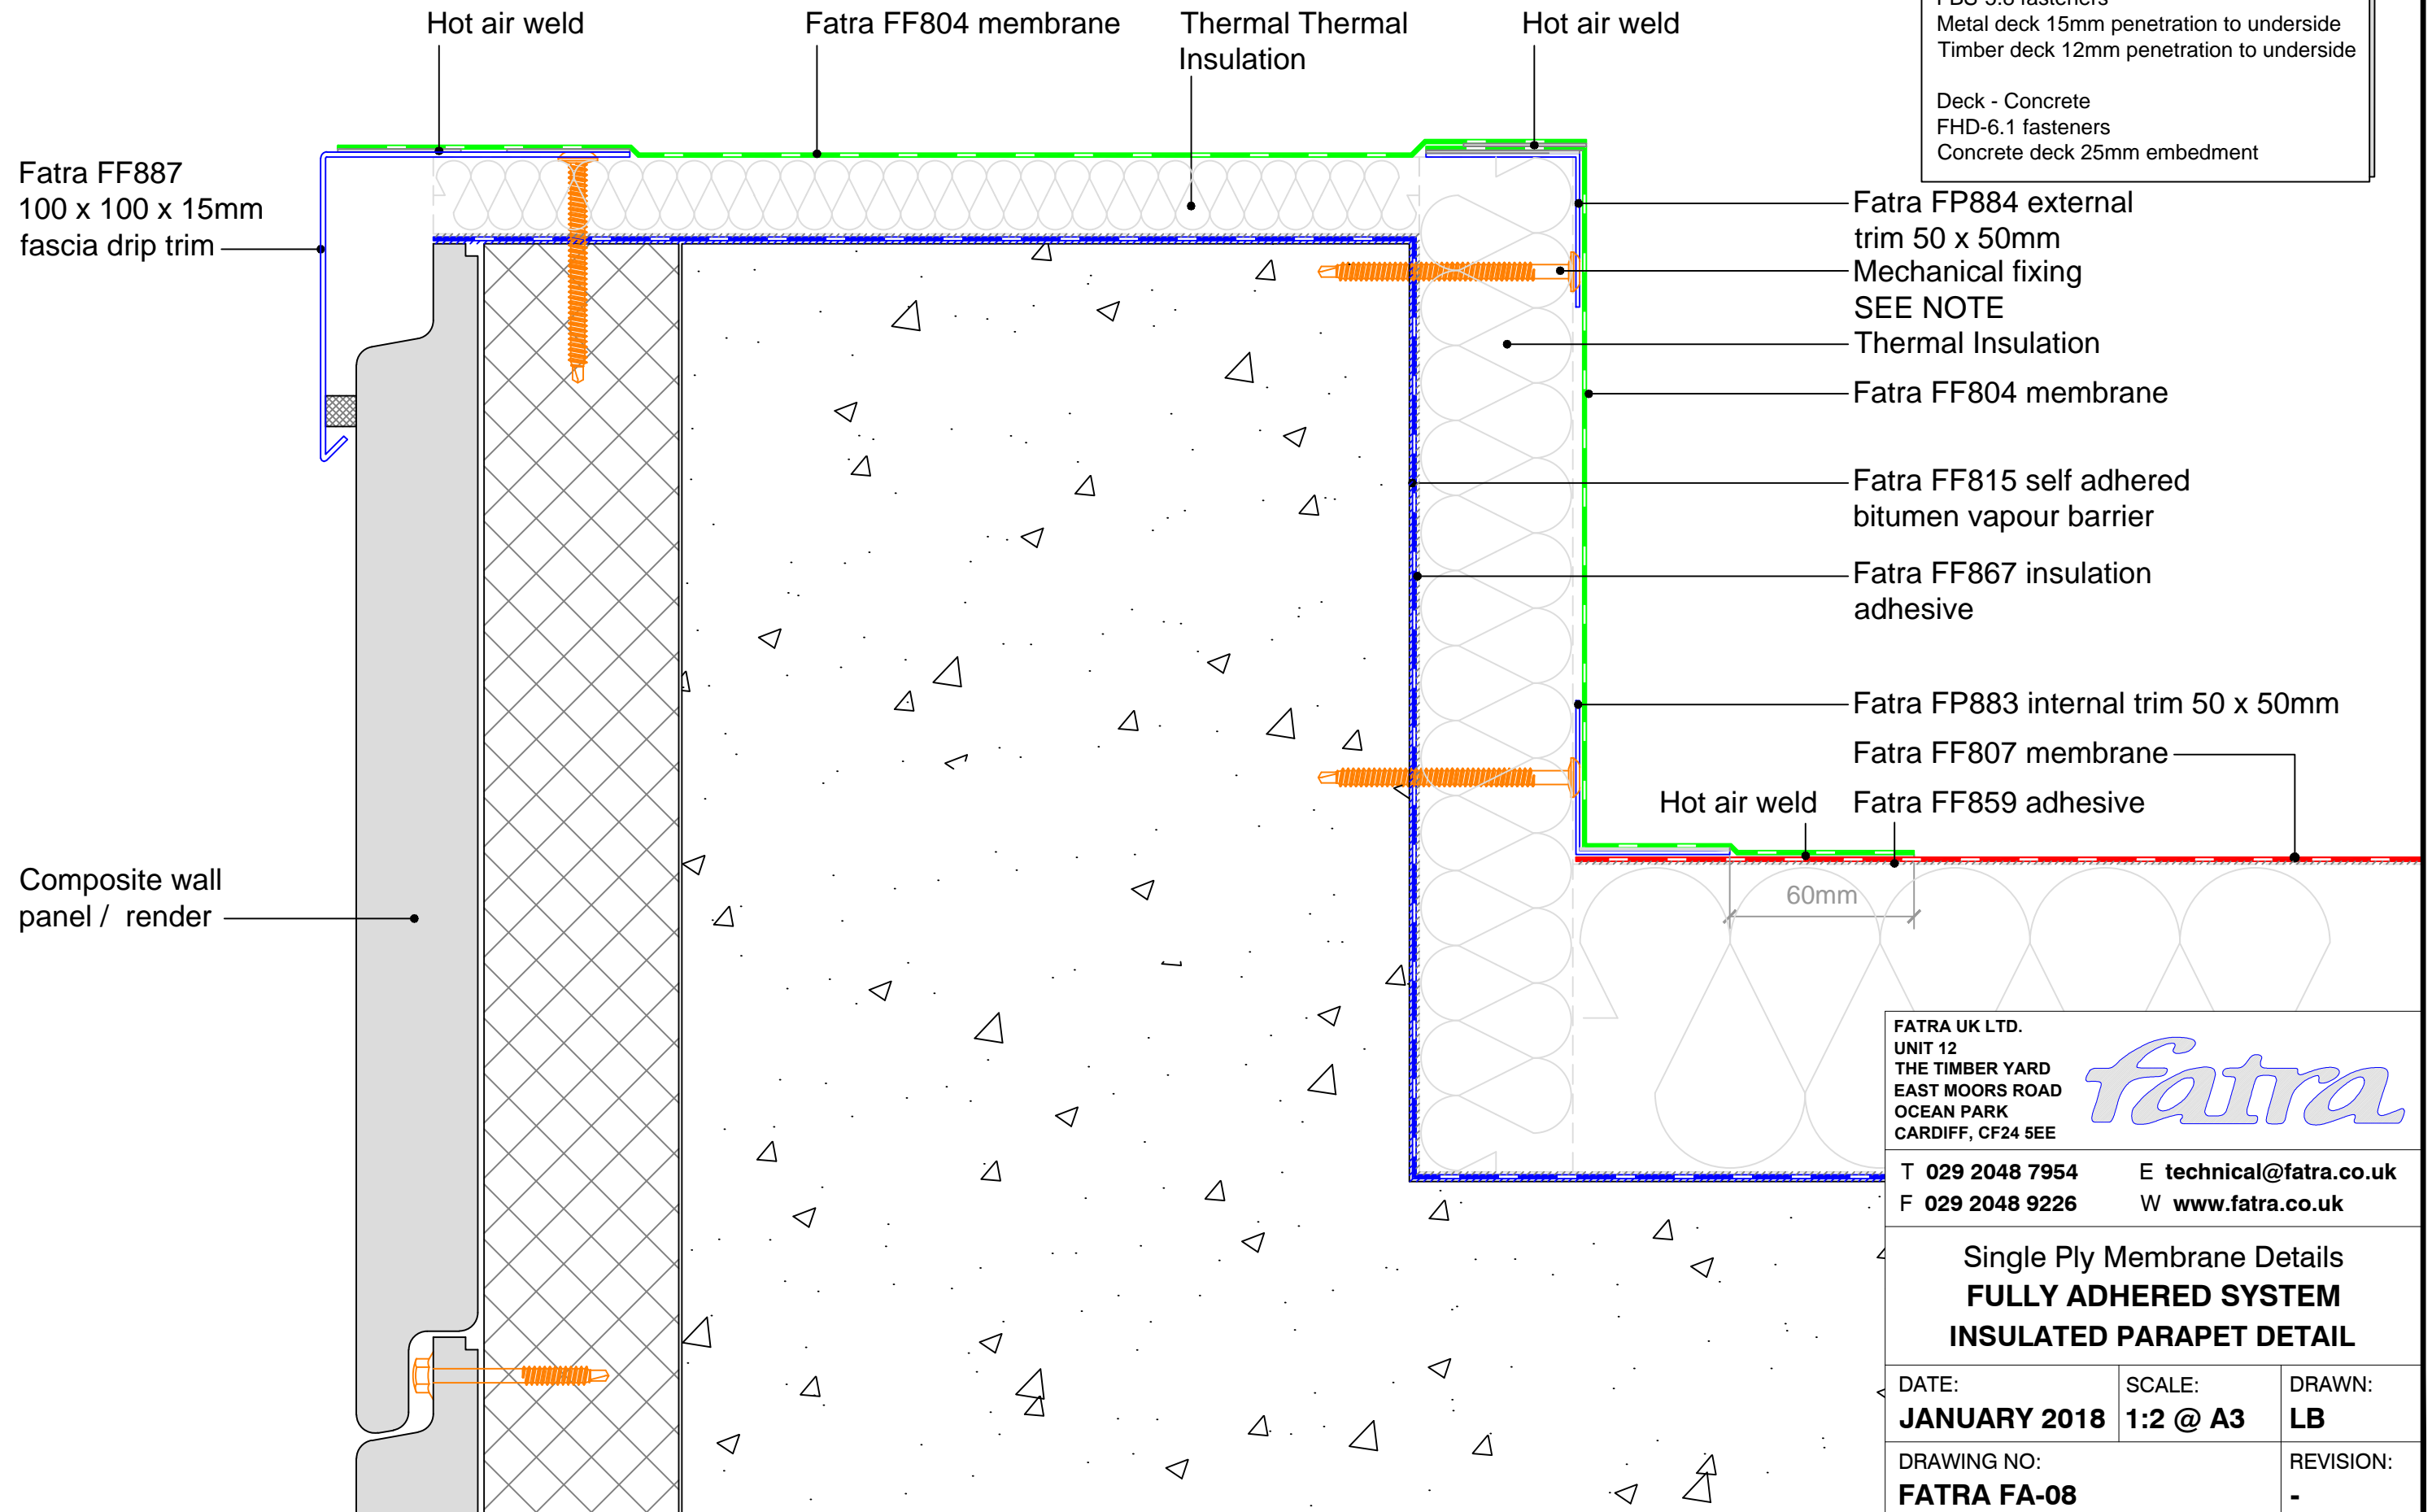 Hot air weld
Fatra FF804 membrane
Thermal Thermal
Insulation
Hot air weld
FBS-5.8 fasteners
Metal deck 15mm penetration to underside
Timber deck 12mm penetration to underside
Deck - Concrete
FHD-6.1 fasteners
Concrete deck 25mm embedment
Fatra FF887
100 x 100 x 15mm
fascia drip trim
Fatra FP884 external
trim 50 x 50mm
Mechanical fixing
SEE NOTE
Thermal Insulation
Fatra FF804 membrane
Fatra FF815 self adhered
bitumen vapour barrier
Fatra FF867 insulation
adhesive
Fatra FP883 internal trim 50 x 50mm
Fatra FF807 membrane
Hot air weld
Fatra FF859 adhesive
60mm
Composite wall
panel / render
FATRA UK LTD.
UNIT 12
THE TIMBER YARD
EAST MOORS ROAD
OCEAN PARK
CARDIFF, CF24 5EE
fatra
T 029 2048 7954
E technical@fatra.co.uk
F 029 2048 9226
W www.fatra.co.uk
Single Ply Membrane Details
FULLY ADHERED SYSTEM
INSULATED PARAPET DETAIL
DATE:
JANUARY 2018
SCALE:
1:2 @ A3
DRAWN:
LB
DRAWING NO:
FATRA FA-08
REVISION:
-